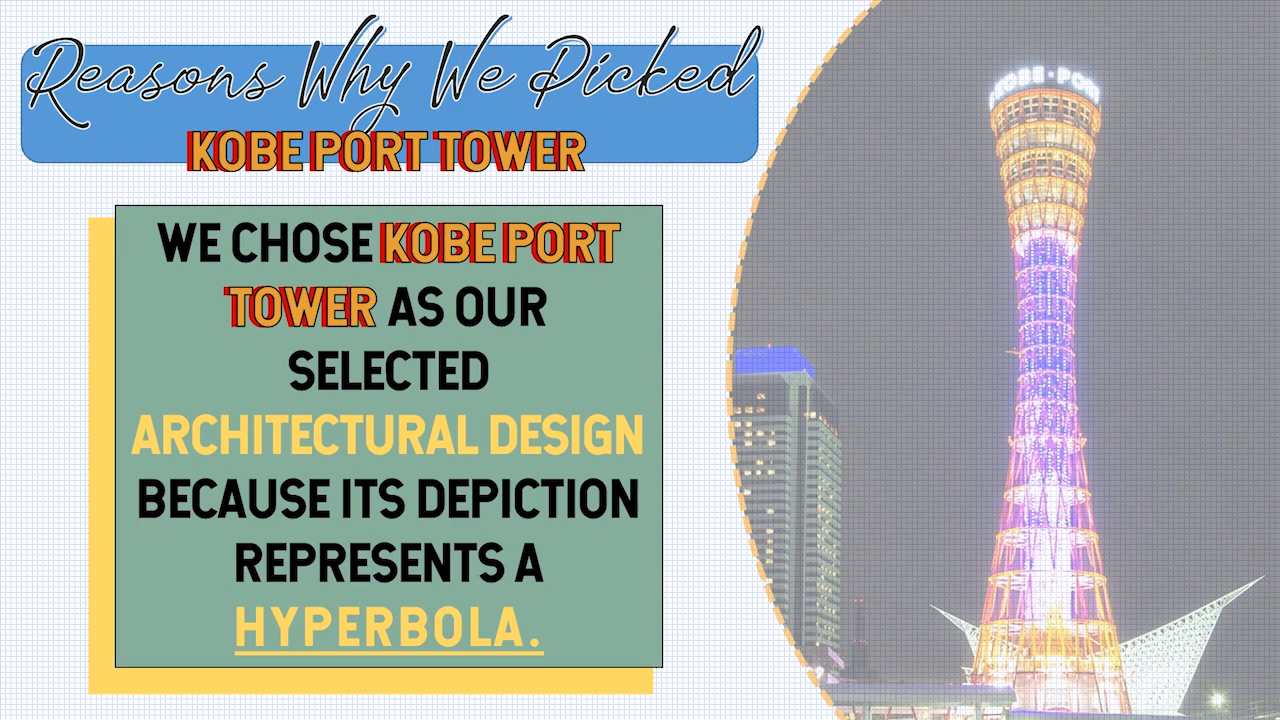 Reasons Why We Picked
KOBE PORT TOWER
WE CHOSE KOBE PORT
TOWER AS OUR
SELECTED
ARCHITECTURAL DESIGN
BECAUSE ITS DEPICTION
REPRESENTS A
HYPERBOLA.
KOBE·PORT